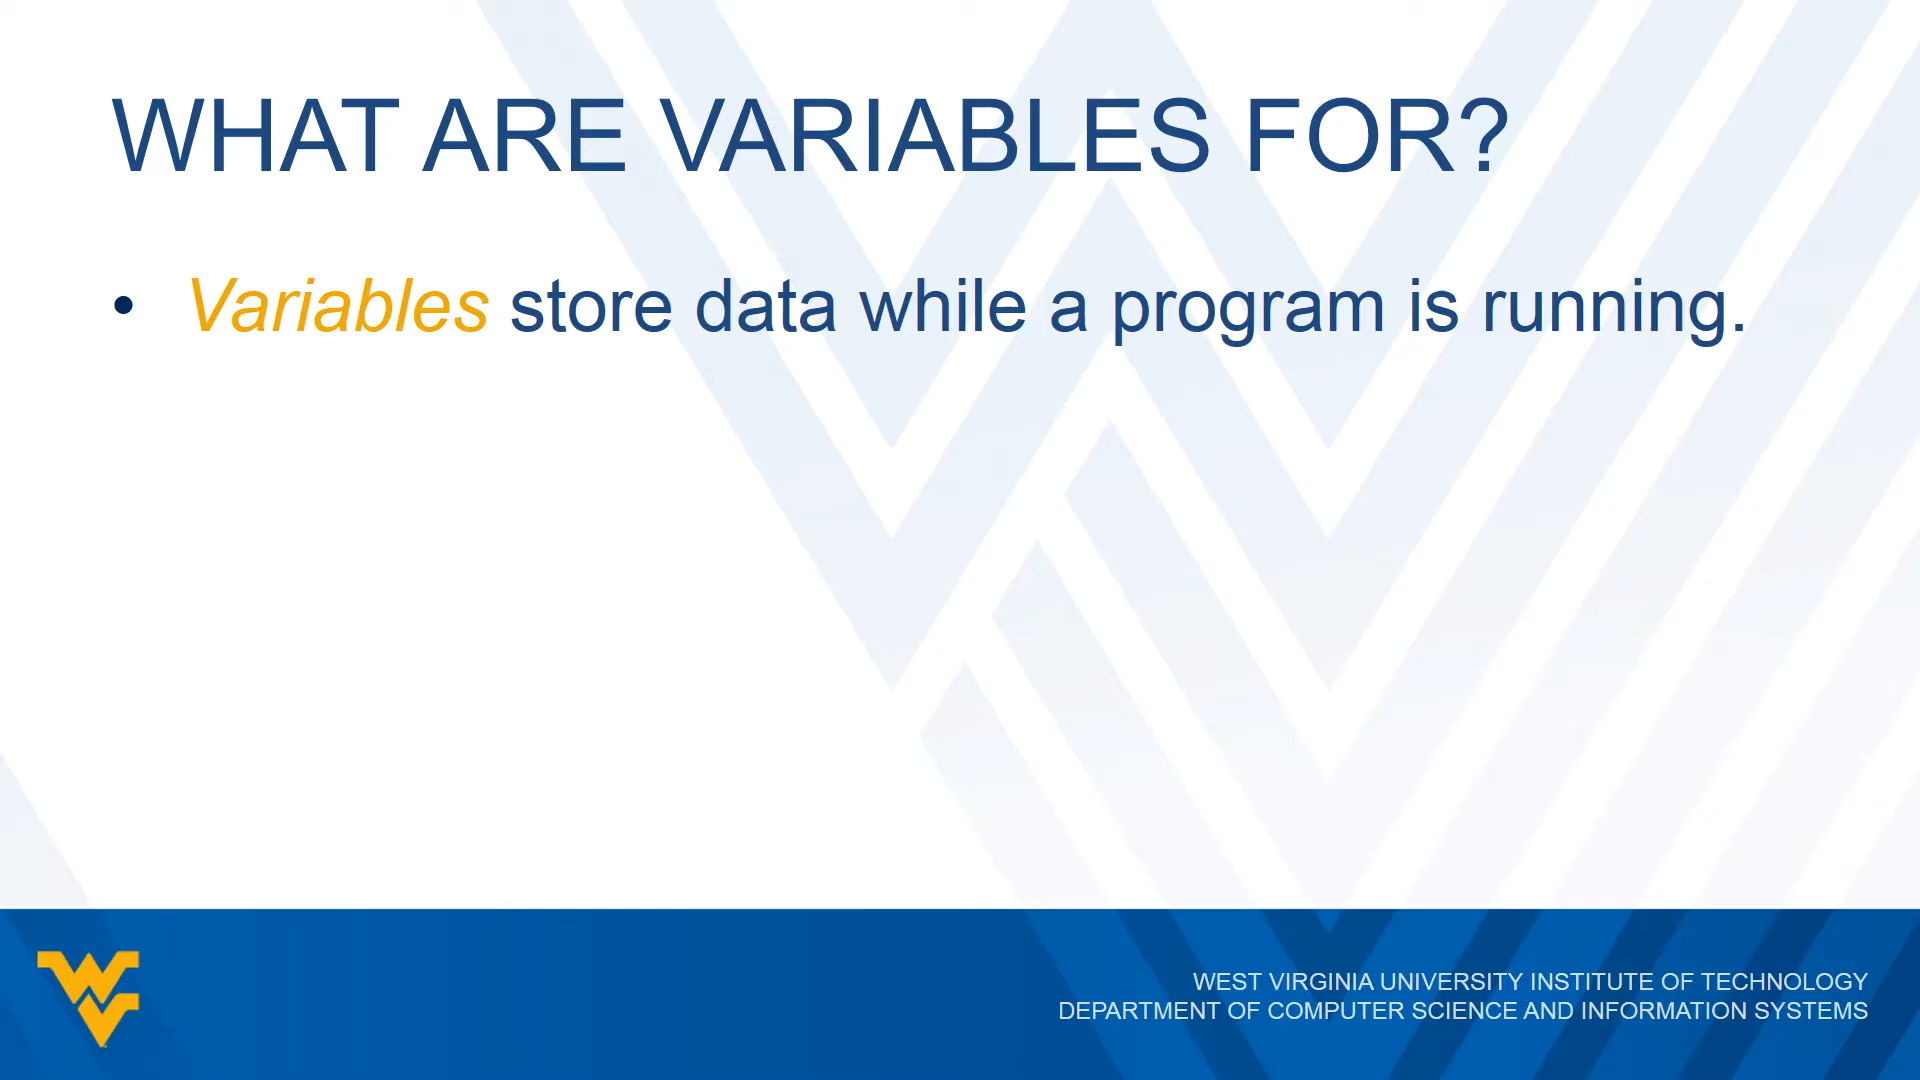 WHAT ARE VARIABLES FOR?
• Variables store data while a program is running.
WEST VIRGINIA UNIVERSITY INSTITUTE OF TECHNOLOGY
DEPARTMENT OF COMPUTER SCIENCE AND INFORMATION SYSTEMS